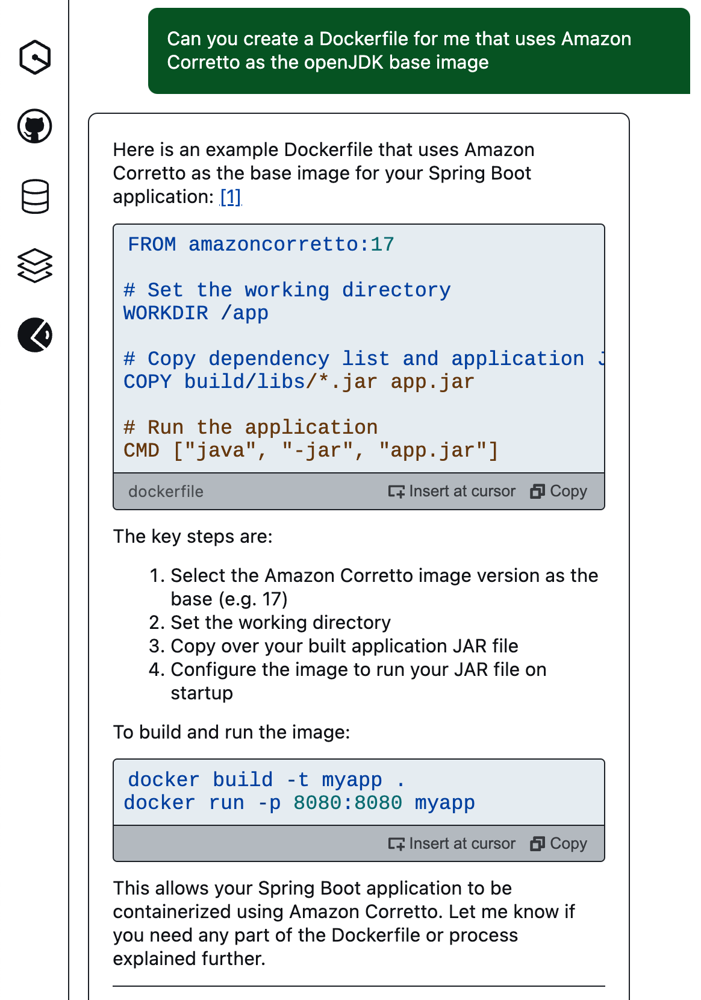 Can you create a Dockerfile for me that uses Amazon
Corretto as the openJDK base image
Here is an example Dockerfile that uses Amazon
Corretto as the base image for your Spring Boot
application: [1]
FROM amazoncorretto:17
# Set the working directory
WORKDIR /app
# Copy dependency list and application
COPY build/libs/*.jar app.jar
# Run the application
CMD ["java", "-jar", "app.jar"]
dockerfile Insert at cursor Copy
The key steps are:
1. Select the Amazon Corretto image version as the
base (e.g. 17)
2. Set the working directory
3. Copy over your built application JAR file
4. Configure the image to run your JAR file on
startup
To build and run the image:
docker build -t myapp .
docker run -p 8080:8080 myapp
Insert at cursor Copy
This allows your Spring Boot application to be
containerized using Amazon Corretto. Let me know if
you need any part of the Dockerfile or process
explained further.